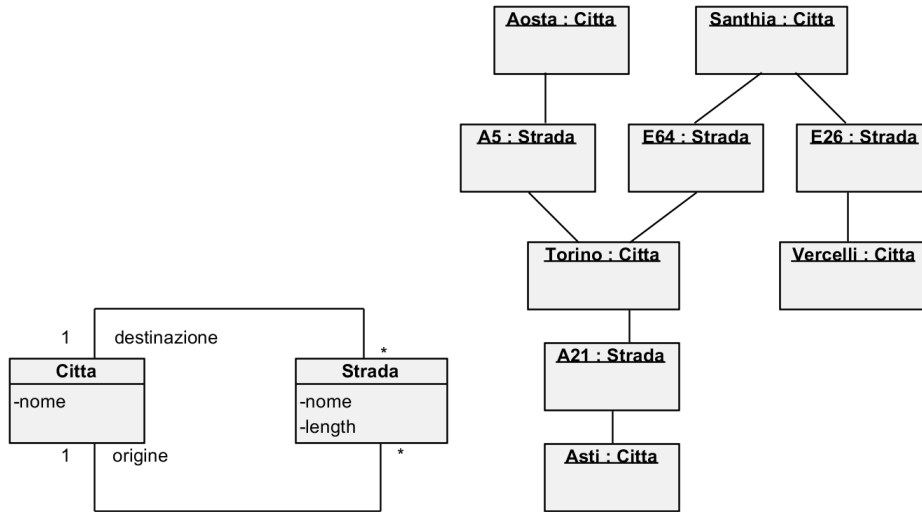 Aosta : Citta
Santhia : Citta
A5 : Strada
E64 : Strada
E26 : Strada
Torino : Citta
Vercelli : Citta
1 destinazione
*
Citta
Strada
-nome
-nome
-length
1 origine
*
A21 : Strada
Asti : Citta